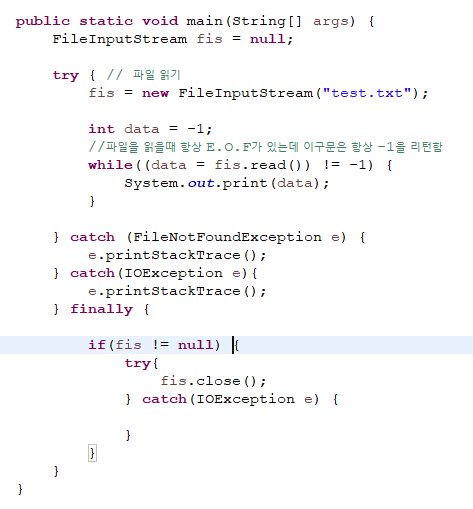 public static void main(String[] args) {
FileInputStream fis = null;
try { // 파일 읽기
fis = new FileInputStream("test.txt");
int data = -1;
//파일을 읽을때 항상 E.O.F가 있는데 이구문은 항상 -1을 리턴함
while((data = fis.read()) != -1) {
System.out.print(data);
}
} catch (FileNotFoundException e) {
e.printStackTrace();
} catch(IOException e){
e.printStackTrace();
} finally {
if(fis != null) {
try{
fis.close();
} catch(IOException e) {
}
}
}
}